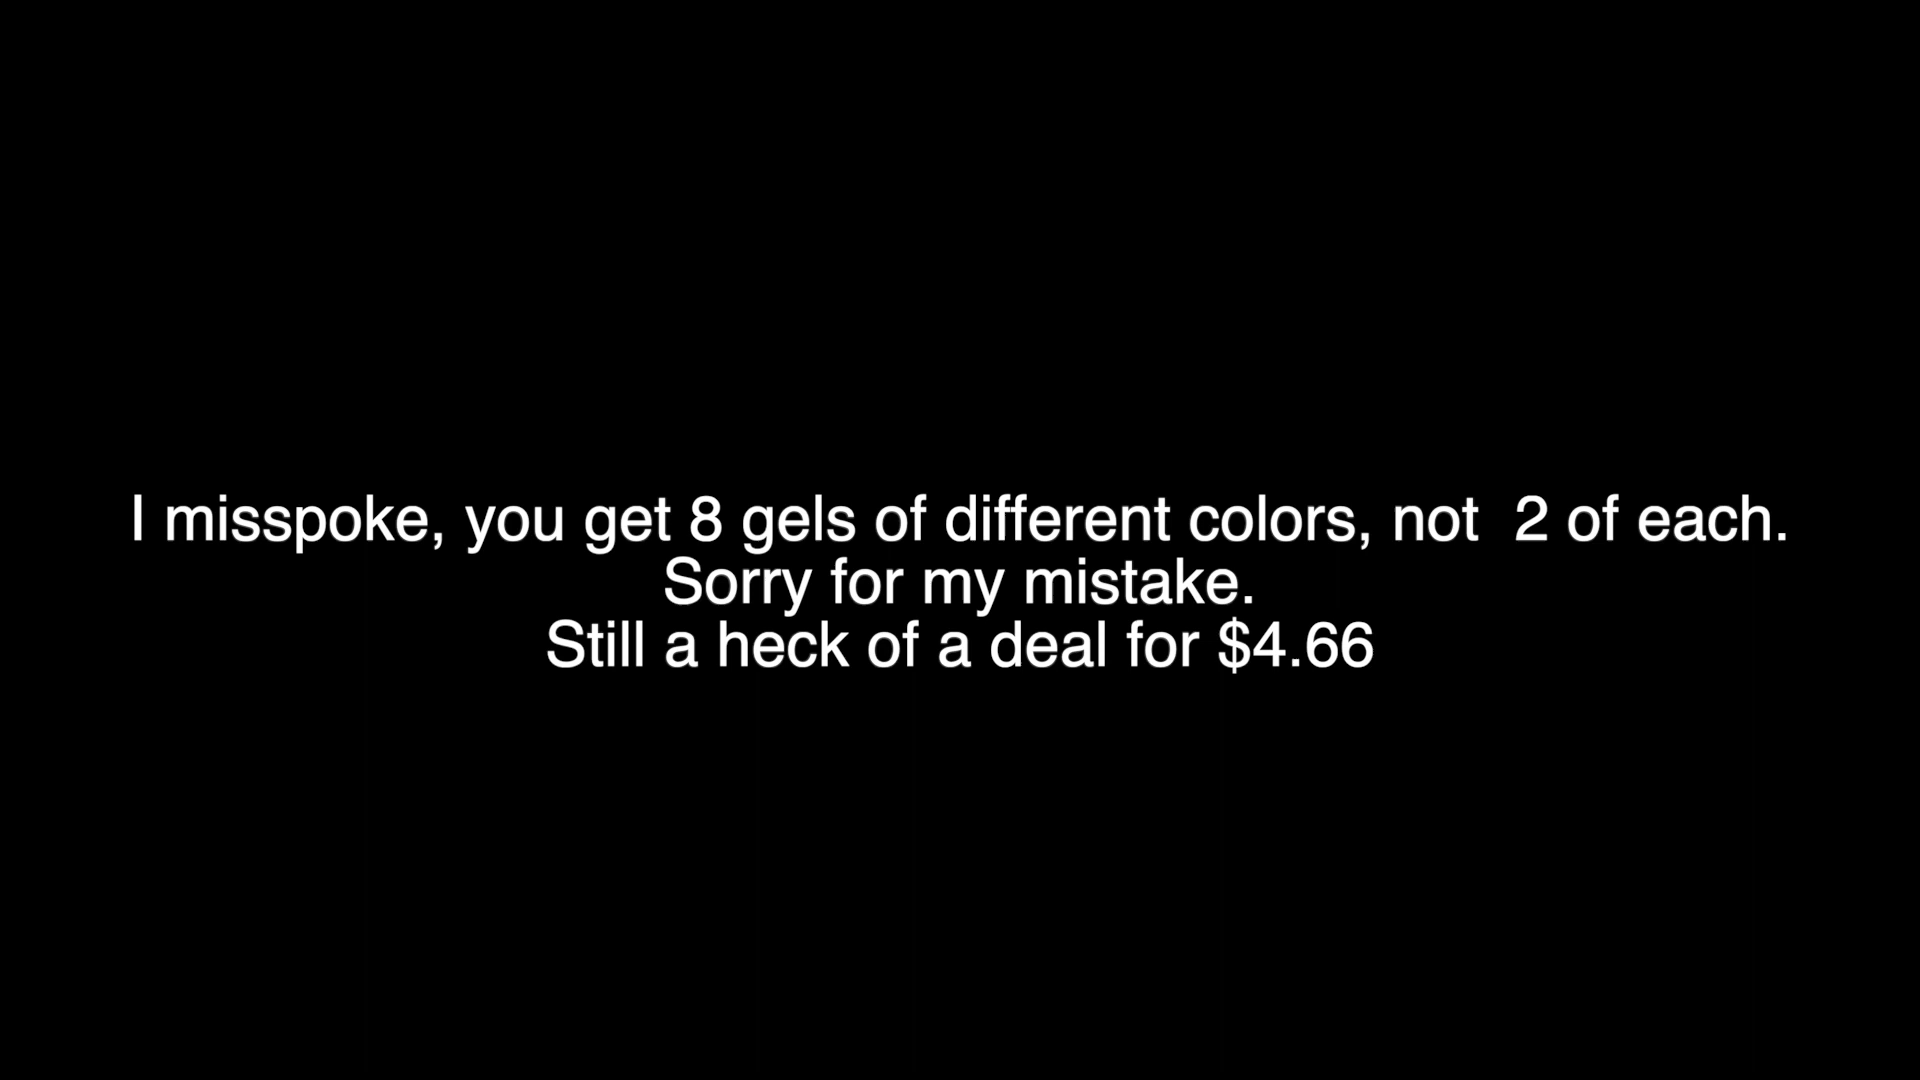 I misspoke, you get 8 gels of different colors, not  2 of each.
Sorry for my mistake.
Still a heck of a deal for $4.66